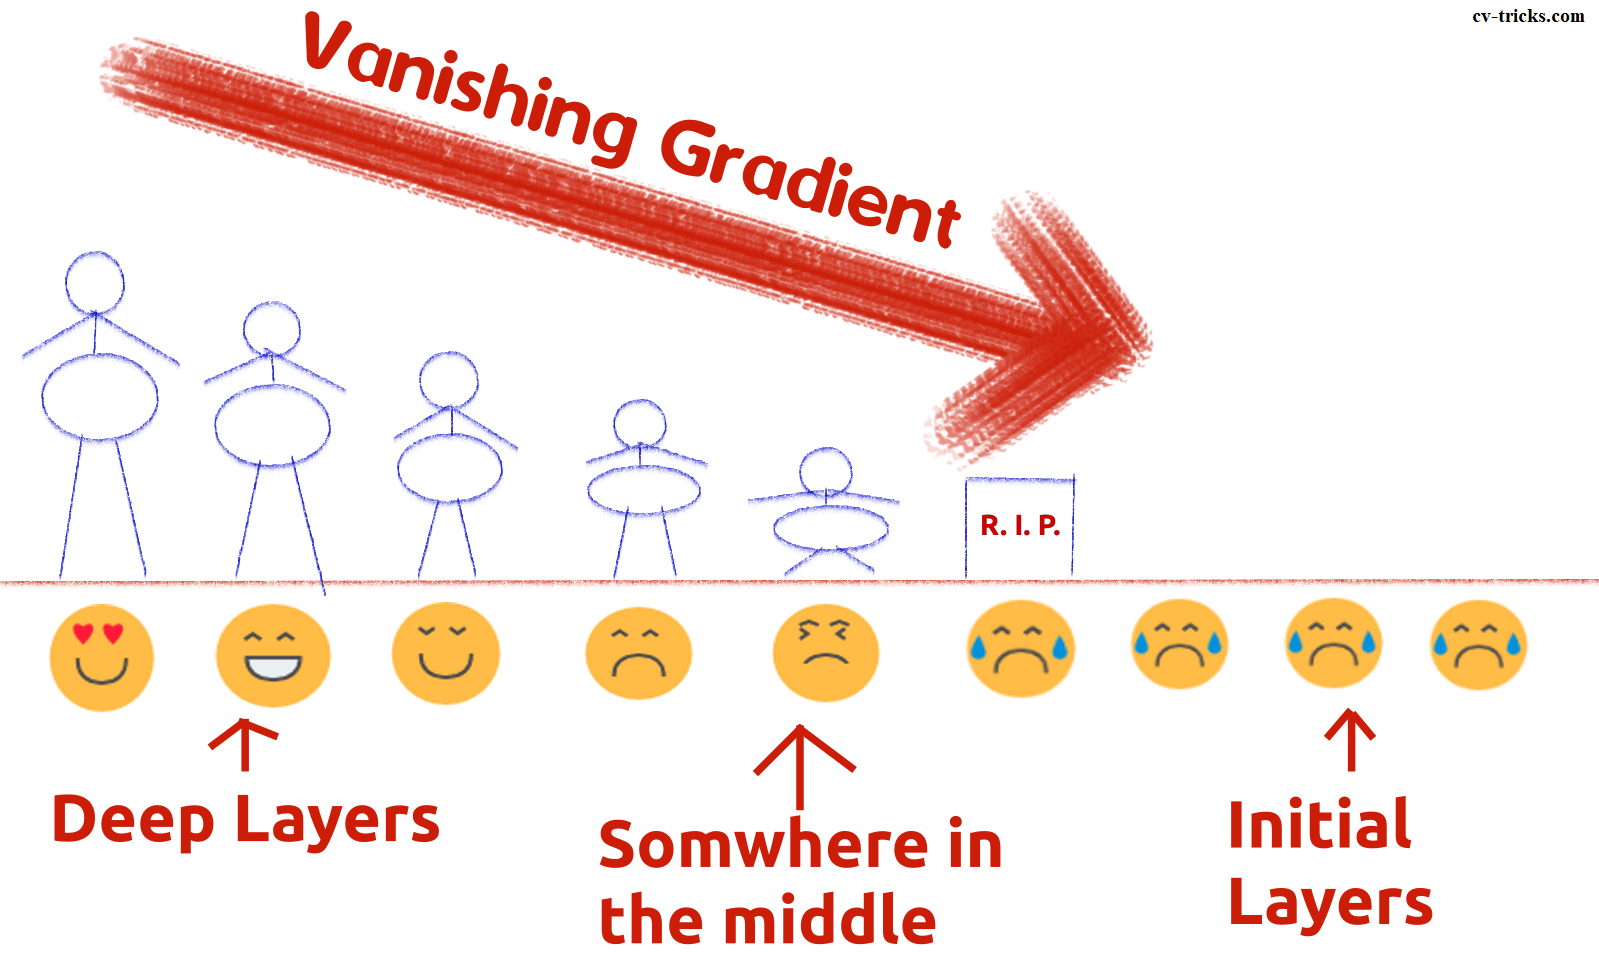 cv-tricks.com
Vanishing Gradient
R. I. P.
Deep Layers
Somwhere in
the middle
Initial
Layers